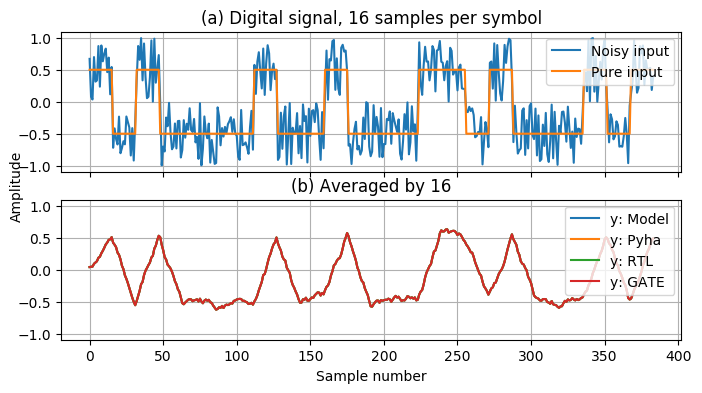 (a) Digital signal, 16 samples per symbol
1.0
0.5
0.0
−0.5
−1.0
Noisy input
Pure input
Amplitude
(b) Averaged by 16
1.0
0.5
0.0
−0.5
−1.0
y: Model
y: Pyha
y: RTL
y: GATE
0 50 100 150 200 250 300 350 400
Sample number